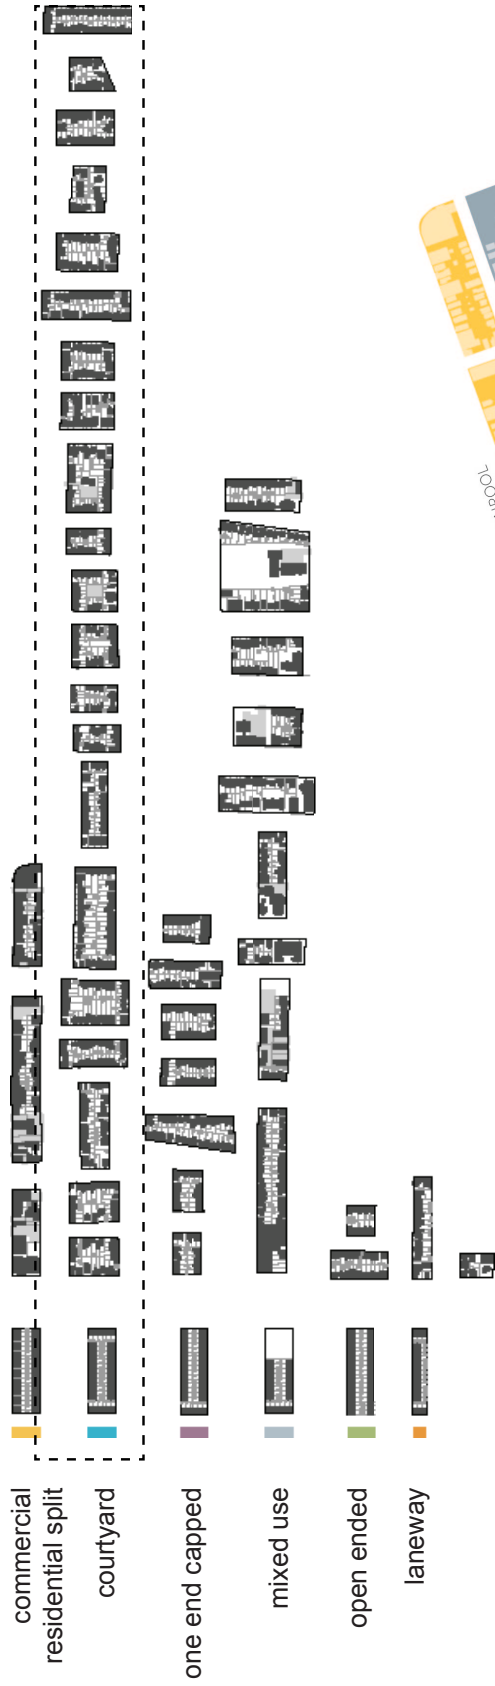 commercial
residential split
courtyard
one end capped
mixed use
open ended
laneway